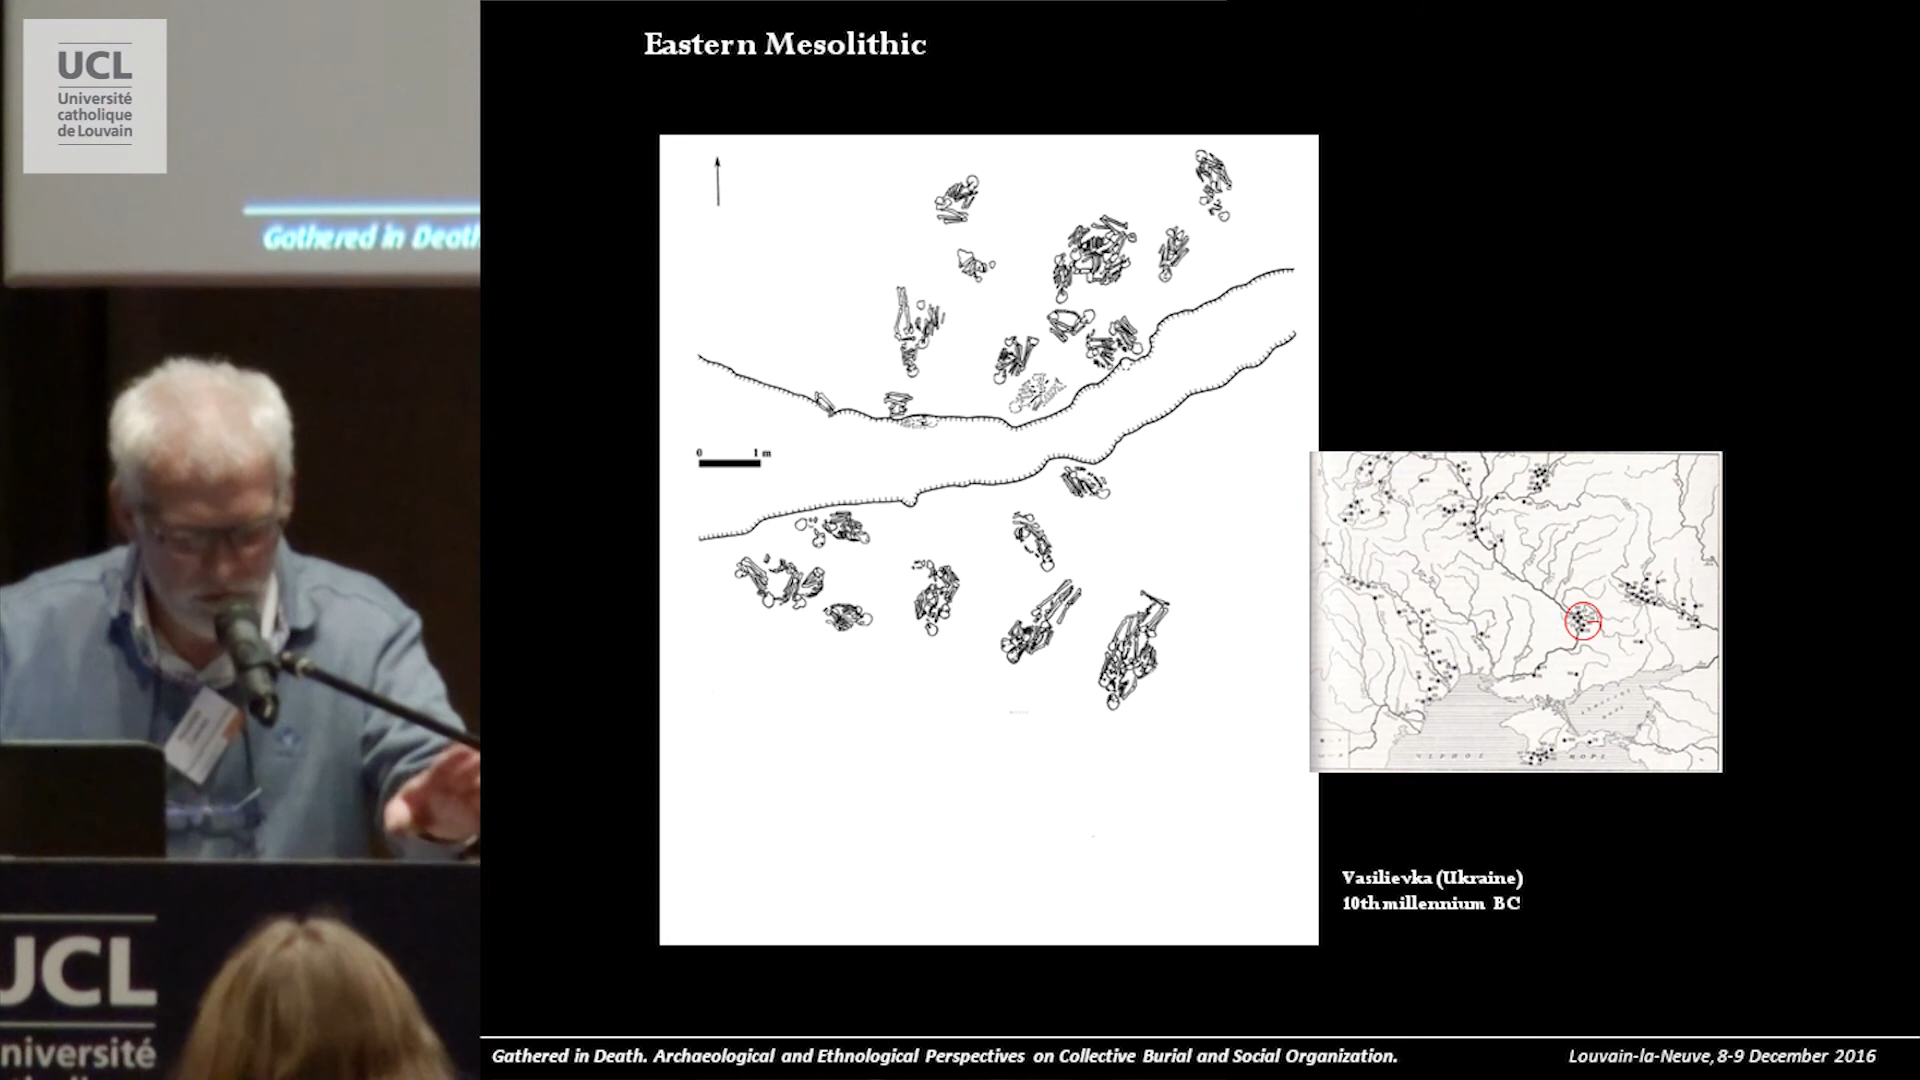 UCL
Université
catholique
de Louvain
Gathered in Death
UCL
Université
Eastern Mesolithic
0 1 m
ЧЕРНОЕ МОРЕ
Vasilievka (Ukraine)
10th millennium BC
Gathered in Death. Archaeological and Ethnological Perspectives on Collective Burial and Social Organization.
Louvain-la-Neuve, 8-9 December 2016